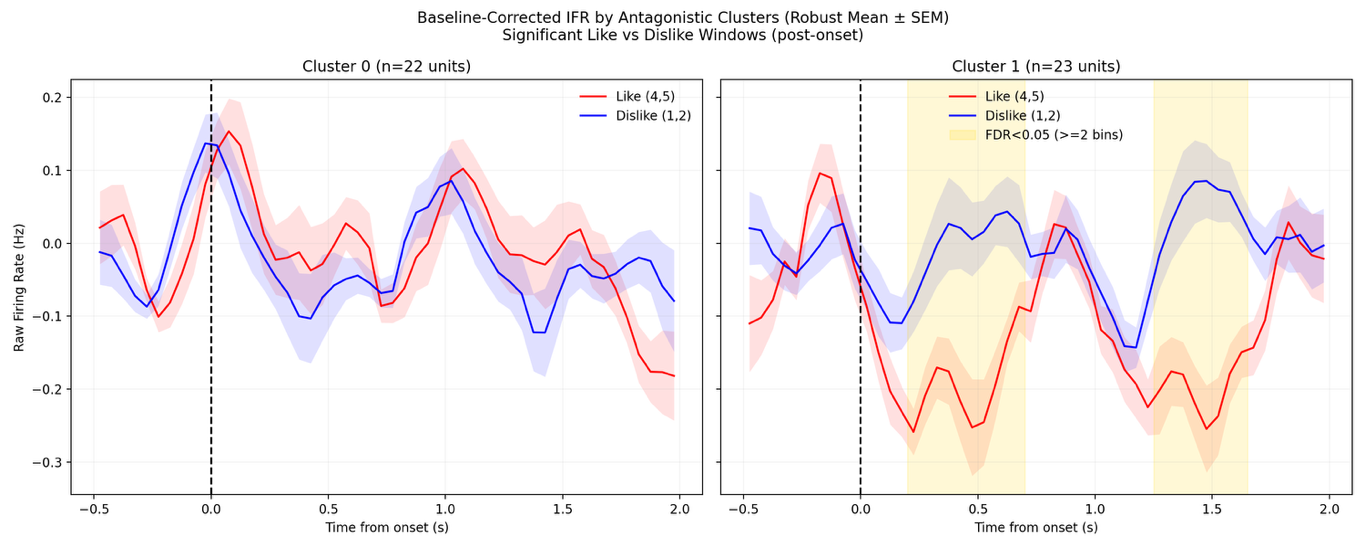 Baseline-Corrected IFR by Antagonistic Clusters (Robust Mean ± SEM)
Significant Like vs Dislike Windows (post-onset)
Cluster 0 (n=22 units)
Like (4,5)
Dislike (1,2)
0.2
0.1
0.0
−0.1
−0.2
−0.3
Raw Firing Rate (Hz)
−0.5
0.0
0.5
1.0
1.5
2.0
Time from onset (s)
Cluster 1 (n=23 units)
Like (4,5)
Dislike (1,2)
FDR<0.05 (>=2 bins)
−0.5
0.0
0.5
1.0
1.5
2.0
Time from onset (s)